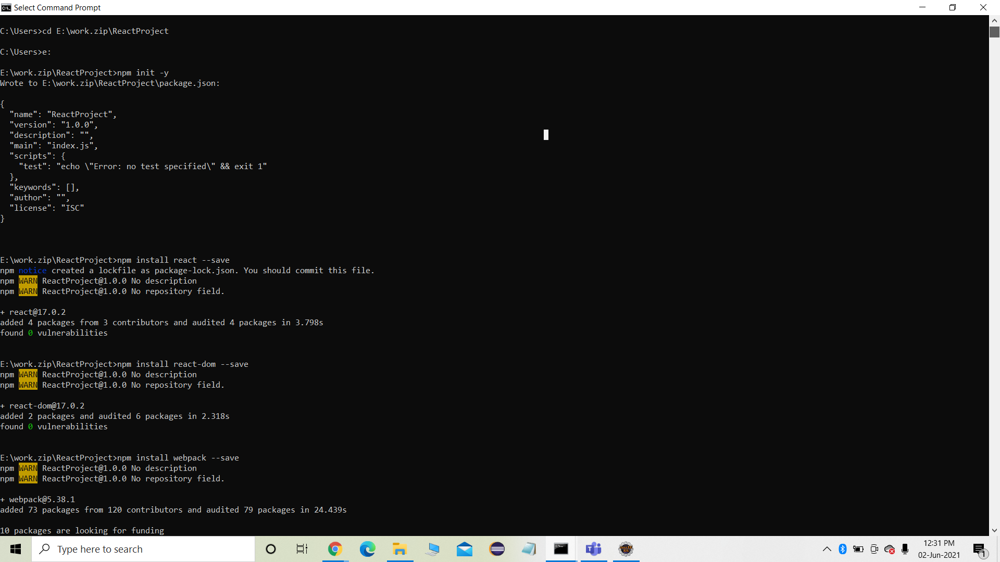 Select Command Prompt
C:\Users>cd E:\work.zip\ReactProject
C:\Users>e:
E:\work.zip\ReactProject>npm init -y
Wrote to E:\work.zip\ReactProject\package.json:
{
  "name": "ReactProject",
  "version": "1.0.0",
  "description": "",
  "main": "index.js",
  "scripts": {
    "test": "echo \"Error: no test specified\" && exit 1"
  },
  "keywords": [],
  "author": "",
  "license": "ISC"
}
E:\work.zip\ReactProject>npm install react --save
npm notice created a lockfile as package-lock.json. You should commit this file.
npm WARN ReactProject@1.0.0 No description
npm WARN ReactProject@1.0.0 No repository field.
+ react@17.0.2
added 4 packages from 3 contributors and audited 4 packages in 3.798s
found 0 vulnerabilities
E:\work.zip\ReactProject>npm install react-dom --save
npm WARN ReactProject@1.0.0 No description
npm WARN ReactProject@1.0.0 No repository field.
+ react-dom@17.0.2
added 2 packages and audited 6 packages in 2.318s
found 0 vulnerabilities
E:\work.zip\ReactProject>npm install webpack --save
npm WARN ReactProject@1.0.0 No description
npm WARN ReactProject@1.0.0 No repository field.
+ webpack@5.38.1
added 73 packages from 120 contributors and audited 79 packages in 24.439s
10 packages are looking for funding
Type here to search
12:31 PM
02-Jun-2021
1